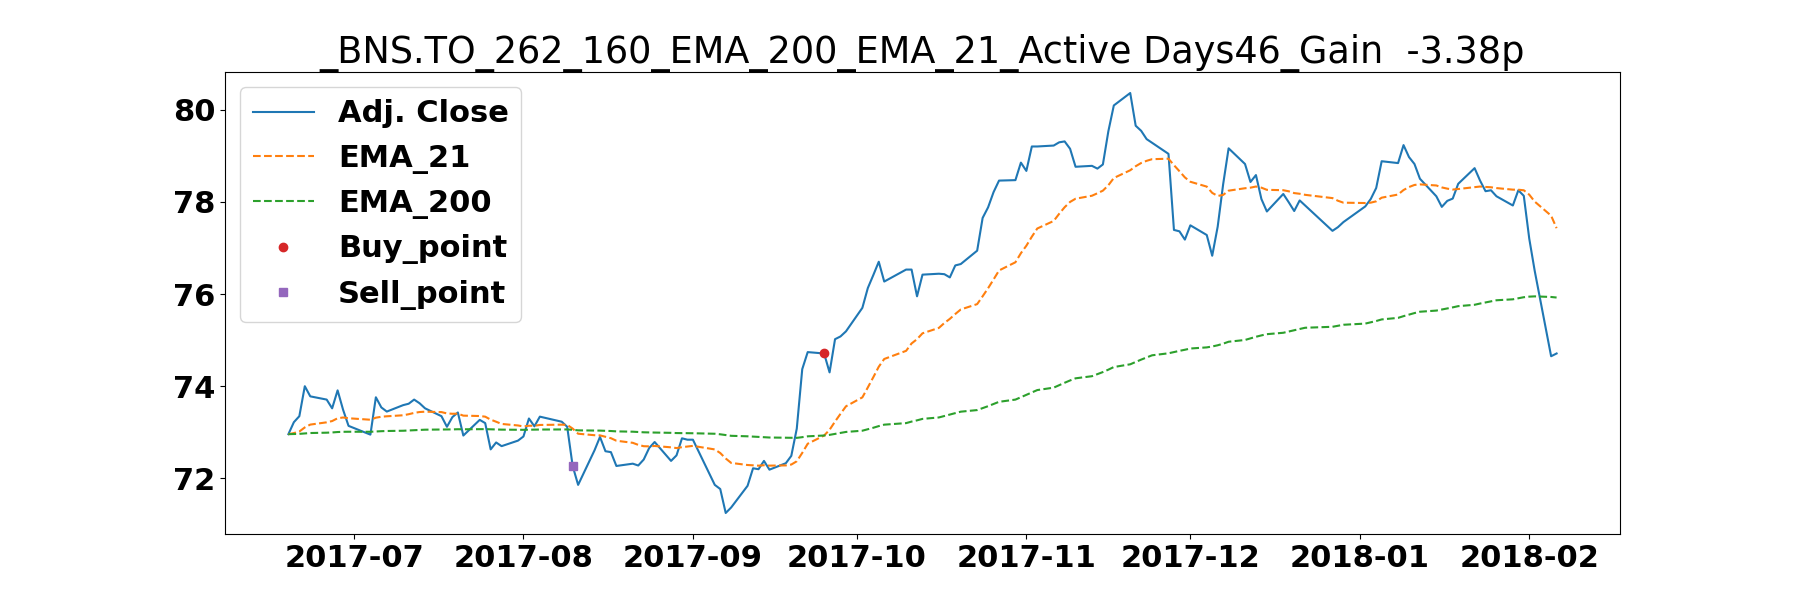 _BNS.TO_262_160_EMA_200_EMA_21_Active Days46_Gain  -3.38p
Adj. Close
EMA_21
EMA_200
Buy_point
Sell_point
80
78
76
74
72
2017-07 2017-08 2017-09 2017-10 2017-11 2017-12 2018-01 2018-02